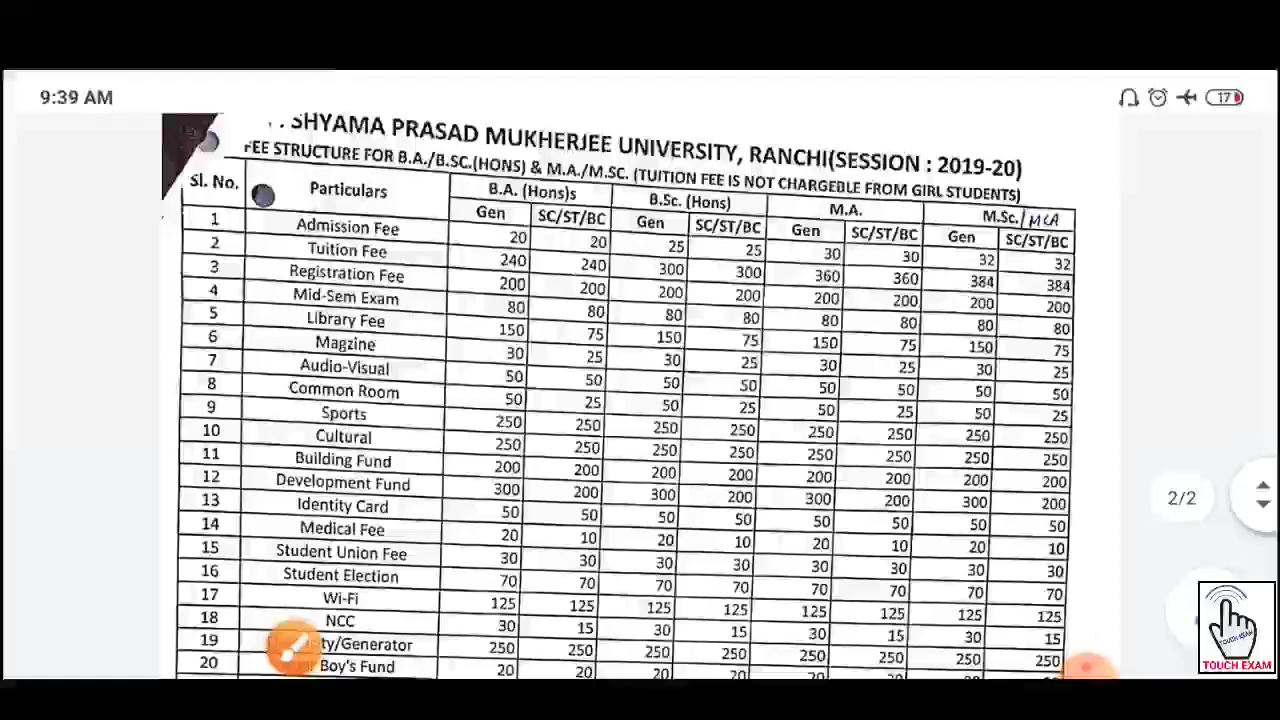 9:39 AM
17
SHYAMA PRASAD MUKHERJEE UNIVERSITY, RANCHI(SESSION : 2019-20)
FEE STRUCTURE FOR B.A./B.SC.(HONS) & M.A./M.SC. (TUITION FEE IS NOT CHARGEBLE FROM GIRL STUDENTS)
Sl. No. Particulars B.A. (Hon)s B.Sc. (Hons) M.A. M.Sc./MCA
Gen SC/ST/BC Gen SC/ST/BC Gen SC/ST/BC Gen SC/ST/BC
1 Admission Fee 20 20 25 25 30 30 32 32
2 Tuition Fee 240 240 300 300 360 360 384 384
3 Registration Fee 200 200 200 200 200 200 200 200
4 Mid-Sem Exam 80 80 80 80 80 80 80 80
5 Library Fee 150 75 150 75 150 75 150 75
6 Magzine 30 25 30 25 30 25 30 25
7 Audio-Visual 50 50 50 50 50 50 50 50
8 Common Room 50 25 50 25 50 25 50 25
9 Sports 250 250 250 250 250 250 250 250
10 Cultural 250 250 250 250 250 250 250 250
11 Building Fund 200 200 200 200 200 200 200 200
12 Development Fund 300 200 300 200 300 200 300 200
13 Identity Card 50 50 50 50 50 50 50 50
14 Medical Fee 20 10 20 10 20 10 20 10
15 Student Union Fee 30 30 30 30 30 30 30 30
16 Student Election 70 70 70 70 70 70 70 70
17 Wi-Fi 125 125 125 125 125 125 125 125
18 NCC 30 15 30 15 30 15 30 15
19 ty/Generator 250 250 250 250 250 250 250 250
20 Boy's Fund 20 20 20 20 20 20
2/2
TOUCH EXAM
TOUCH EXAM